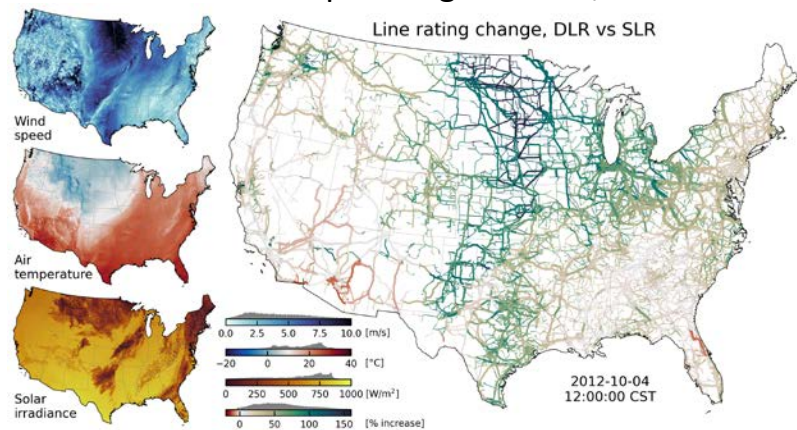 Line rating change, DLR vs SLR
Wind
speed
Air
temperature
Solar
irradiance
0.0 2.5 5.0 7.5 10.0 [m/s]
−20 0 20 40 [°C]
0 250 500 750 1000 [W/m²]
0 50 100 150 [% increase]
2012-10-04
12:00:00 CST